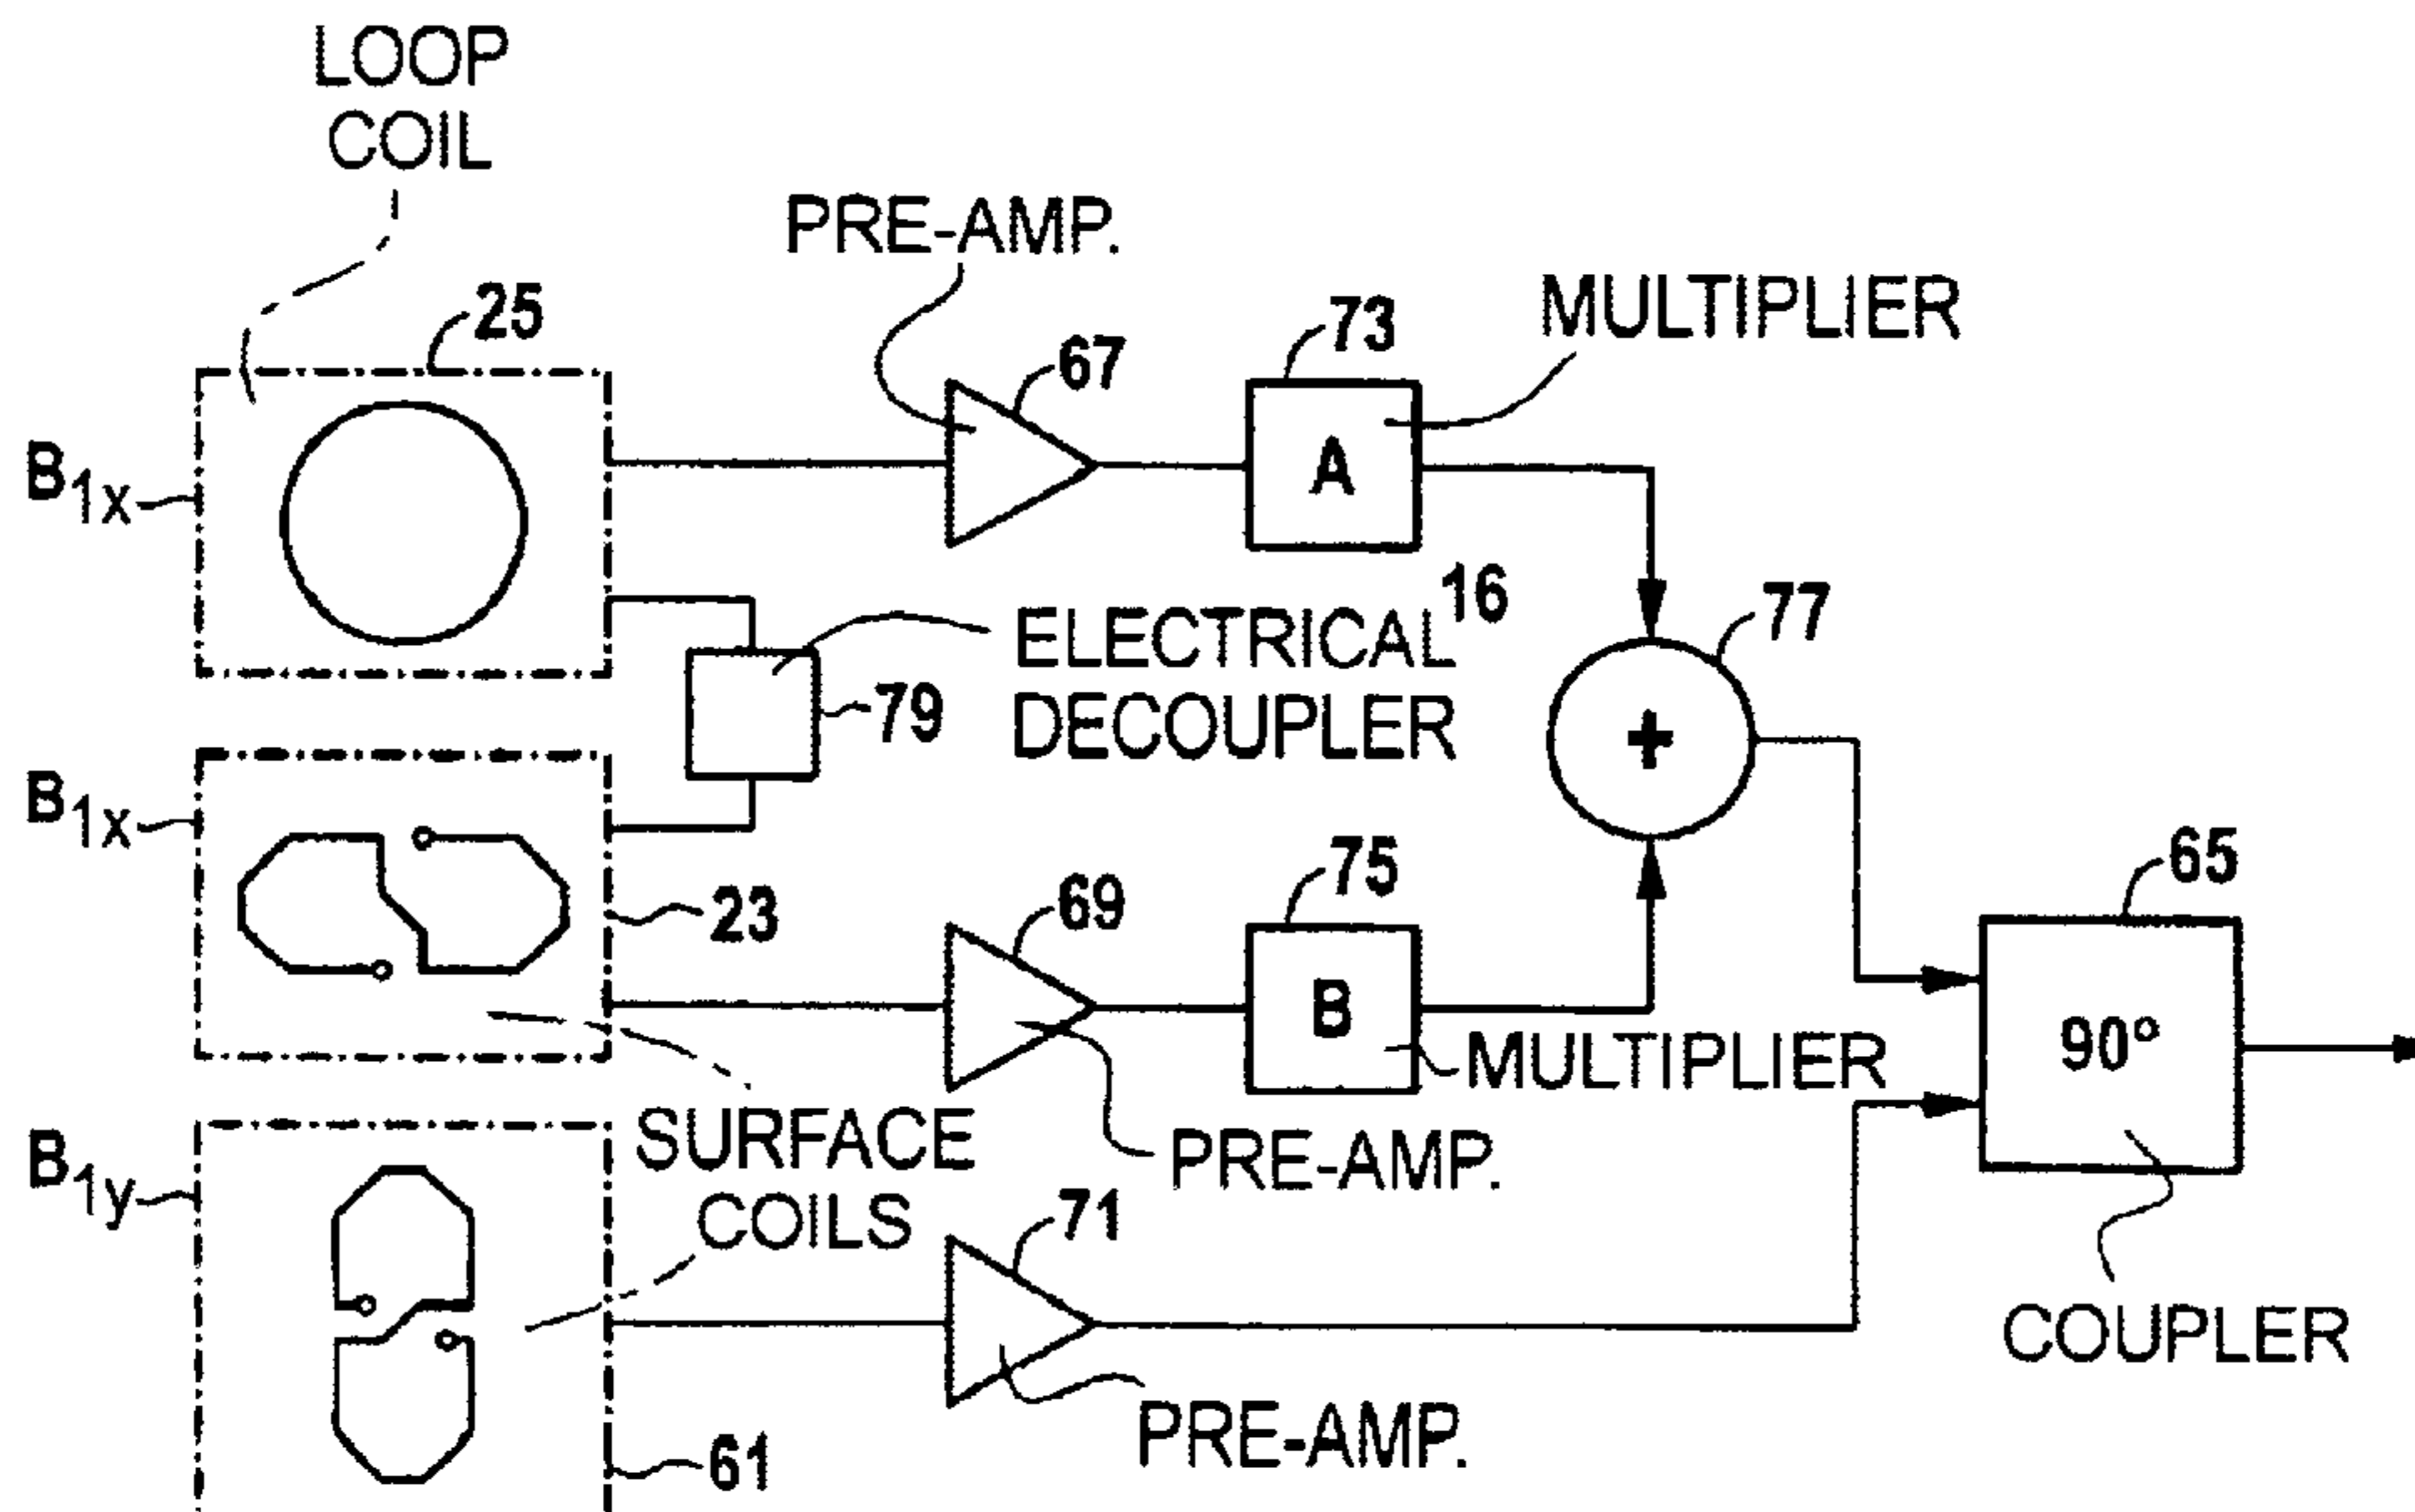 LOOP
COIL
PRE-AMP.
MULTIPLIER
25
67
73
B1x
A
16
77
ELECTRICAL
DECOUPLER
79
+
B1x
23
69
75
65
B
MULTIPLIER
90°
SURFACE
COILS
PRE-AMP.
B1y
71
COUPLER
PRE-AMP.
61